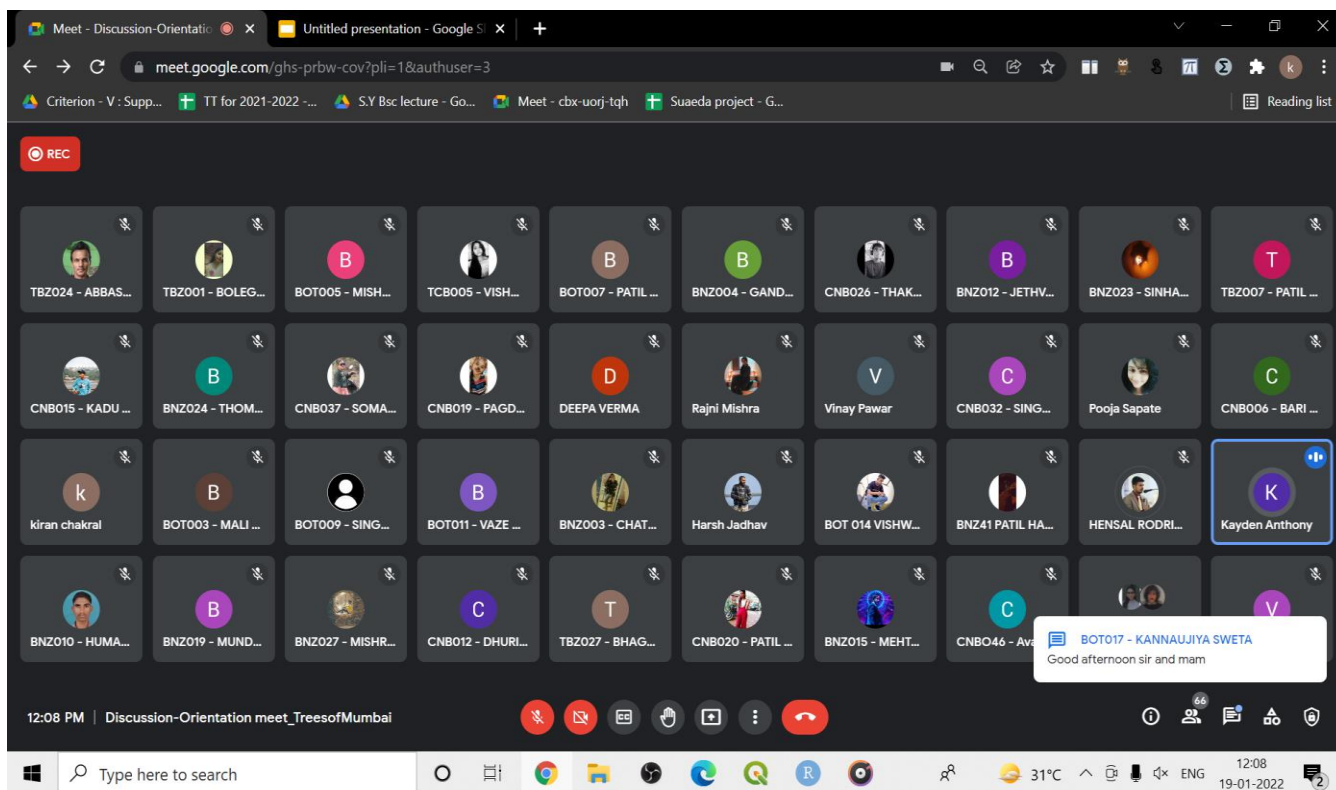 Meet - Discussion-Orientatio
Untitled presentation - Google Sl
meet.google.com/ghs-prbw-cov?pli=1&authuser=3
k
Criterion - V : Supp...
TT for 2021-2022 -...
S.Y Bsc lecture - Go...
Meet - cbx-uorj-tqh
Suaeda project - G...
Reading list
REC
B B B B T
TBZ024 - ABBAS... TBZ001 - BOLEG... BOT005 - MISH... TCB005 - VISH... BOT007 - PATIL ... BNZ004 - GAND... CNB026 - THAK... BNZ012 - JETHV... BNZ023 - SINHA... TBZ007 - PATIL ...
B D V C C
CNB015 - KADU ... BNZ024 - THOM... CNB037 - SOMA... CNB019 - PAGD... DEEPA VERMA Rajni Mishra Vinay Pawar CNB032 - SING... Pooja Sapate CNB006 - BARI ...
k B B K
kiran chakral BOT003 - MALI ... BOT009 - SING... BOT011 - VAZE ... BNZ003 - CHAT... Harsh Jadhav BOT 014 VISHW... BNZ41 PATIL HA... HENSAL RODRI... Kayden Anthony
B C T C V
BNZ010 - HUMA... BNZ019 - MUND... BNZ027 - MISHR... CNB012 - DHURI... TBZ027 - BHAG... CNB020 - PATIL ... BNZ015 - MEHT... CNBO46 - Ava
BOT017 - KANNAUJIYA SWETA
Good afternoon sir and mam
12:08 PM | Discussion-Orientation meet_TreesofMumbai
66
Type here to search
31°C ENG
12:08
19-01-2022
2